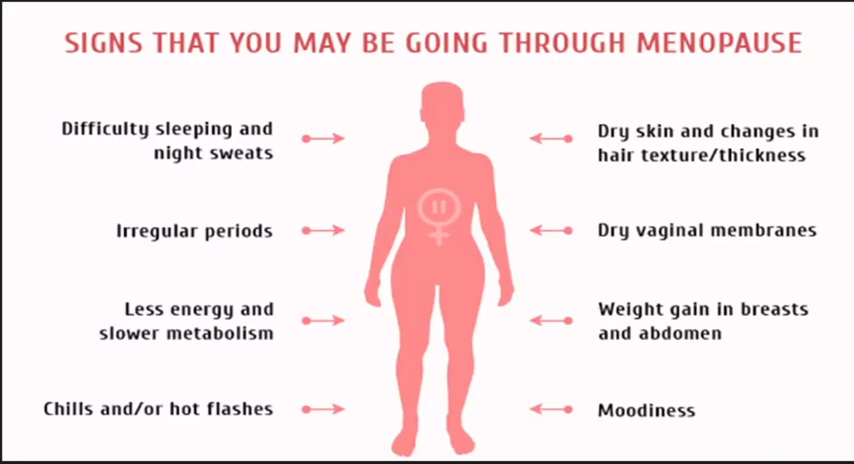 SIGNS THAT YOU MAY BE GOING THROUGH MENOPAUSE
Difficulty sleeping and
night sweats
Irregular periods
Less energy and
slower metabolism
Chills and/or hot flashes
Dry skin and changes in
hair texture/thickness
Dry vaginal membranes
Weight gain in breasts
and abdomen
Moodiness